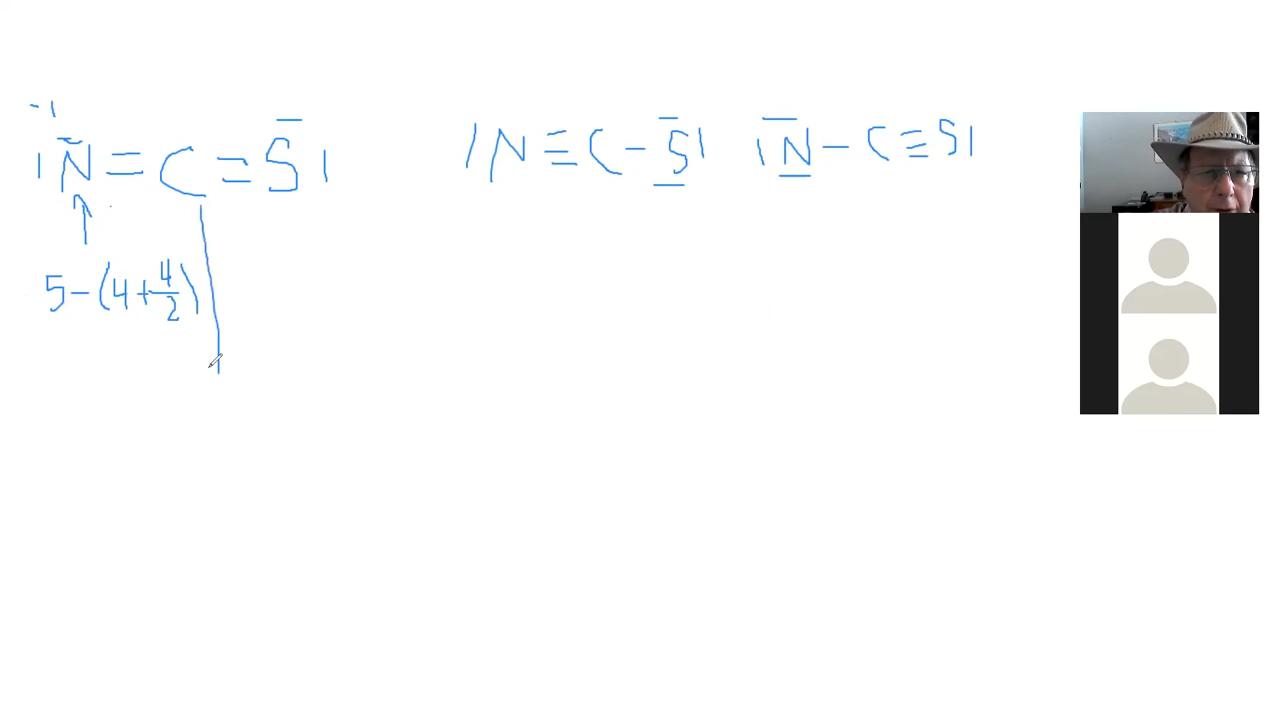 -1
|N̄ = C = S̄|
|N ≡ C - S̲̄| |N̲̄ - C ≡ S|
5-(4+4/2)